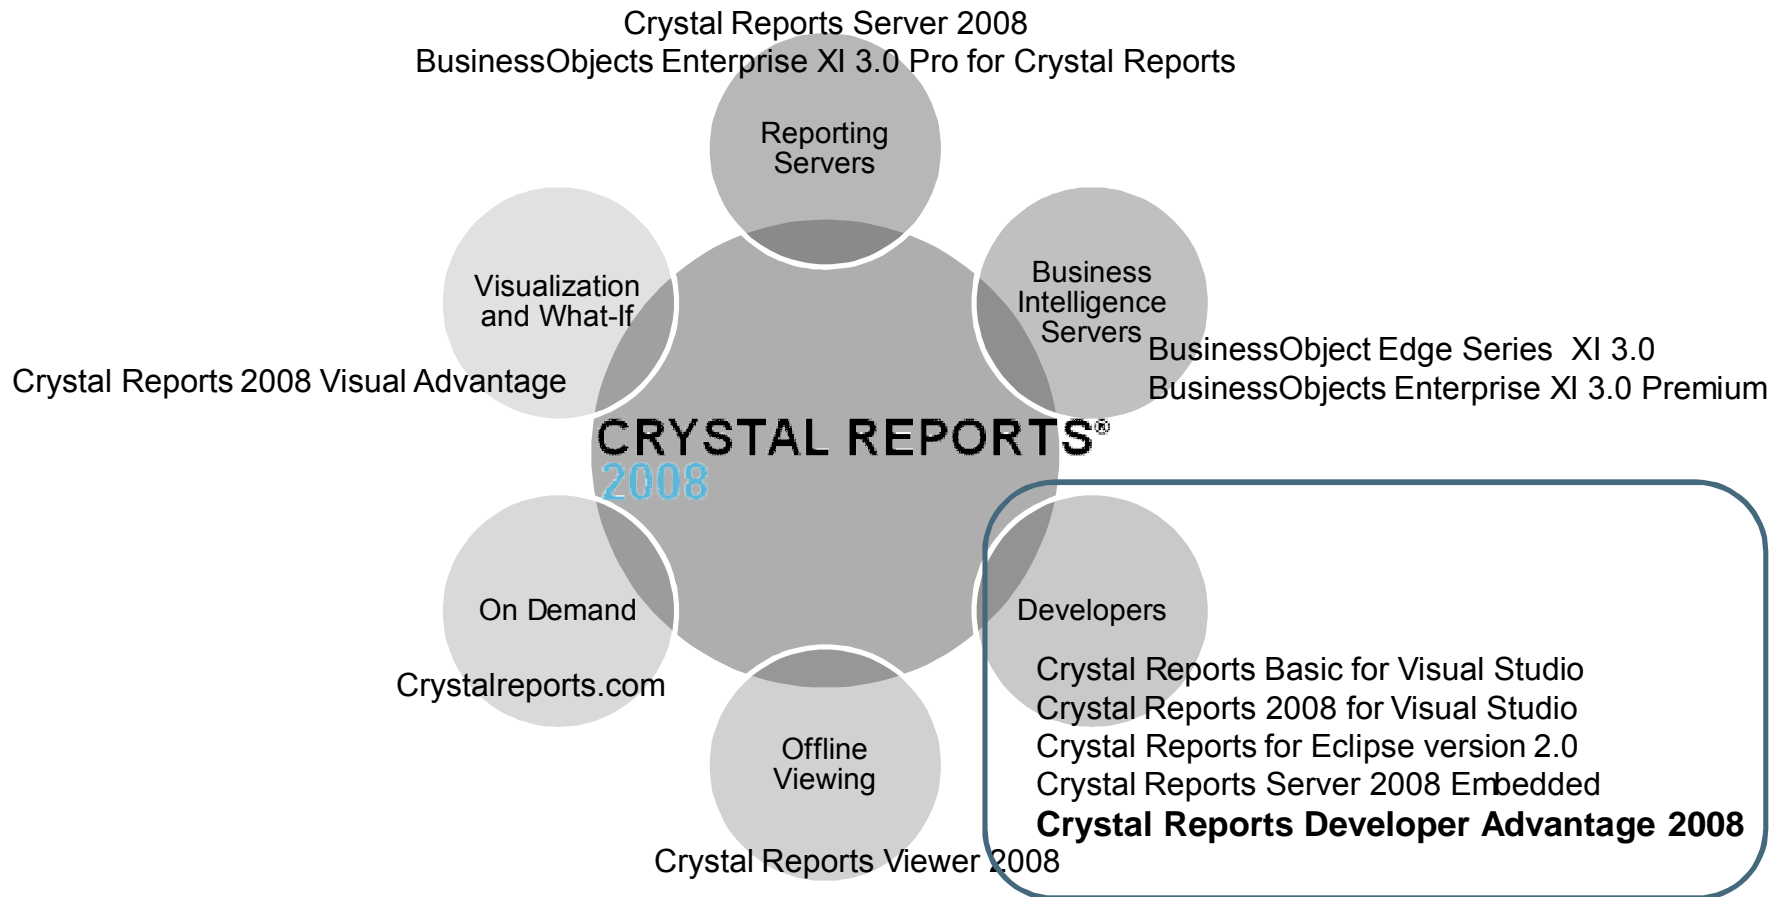 Crystal Reports Server 2008
BusinessObjects Enterprise XI 3.0 Pro for Crystal Reports
Reporting
Servers
Visualization
and What-If
Crystal Reports 2008 Visual Advantage
Business
Intelligence
Servers
BusinessObject Edge Series XI 3.0
BusinessObjects Enterprise XI 3.0 Premium
CRYSTAL REPORTS®
2008
On Demand
Crystalreports.com
Developers
Crystal Reports Basic for Visual Studio
Crystal Reports 2008 for Visual Studio
Crystal Reports for Eclipse version 2.0
Crystal Reports Server 2008 Embedded
Crystal Reports Developer Advantage 2008
Offline
Viewing
Crystal Reports Viewer 2008